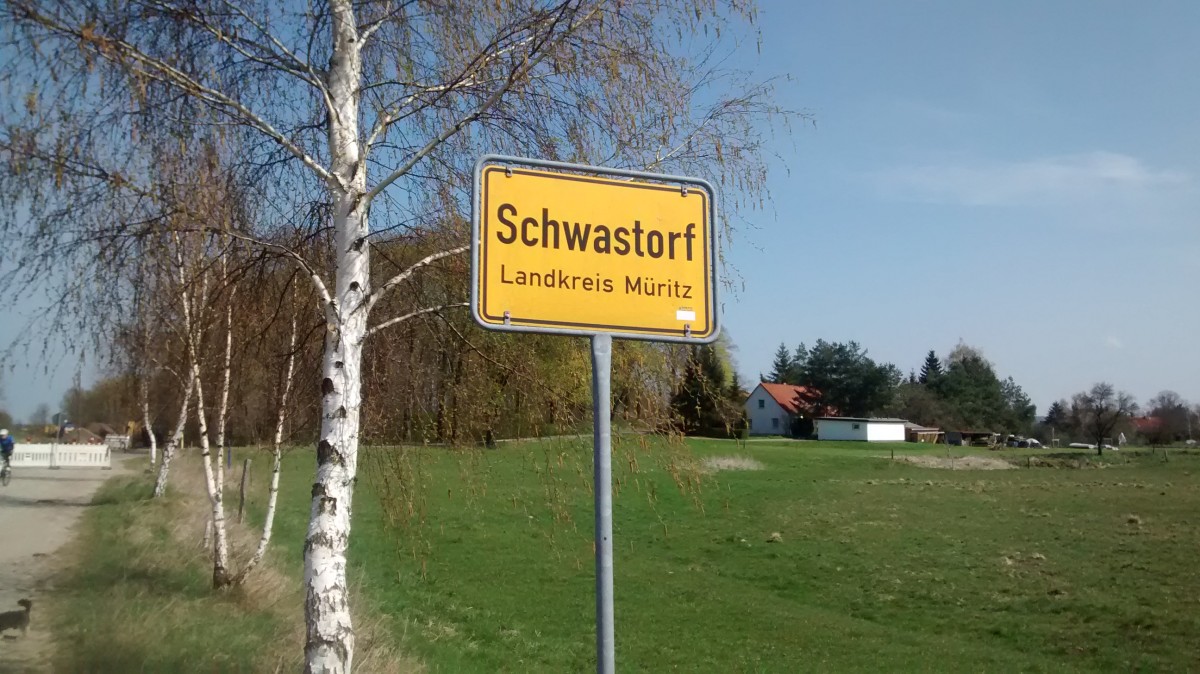 Schwastorf
Landkreis Müritz